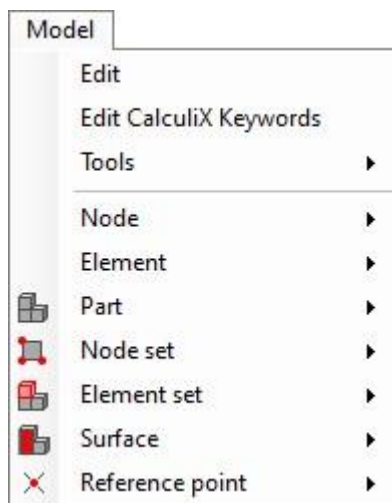 Model
Edit
Edit CalculiX Keywords
Tools
Node
Element
Part
Node set
Element set
Surface
Reference point